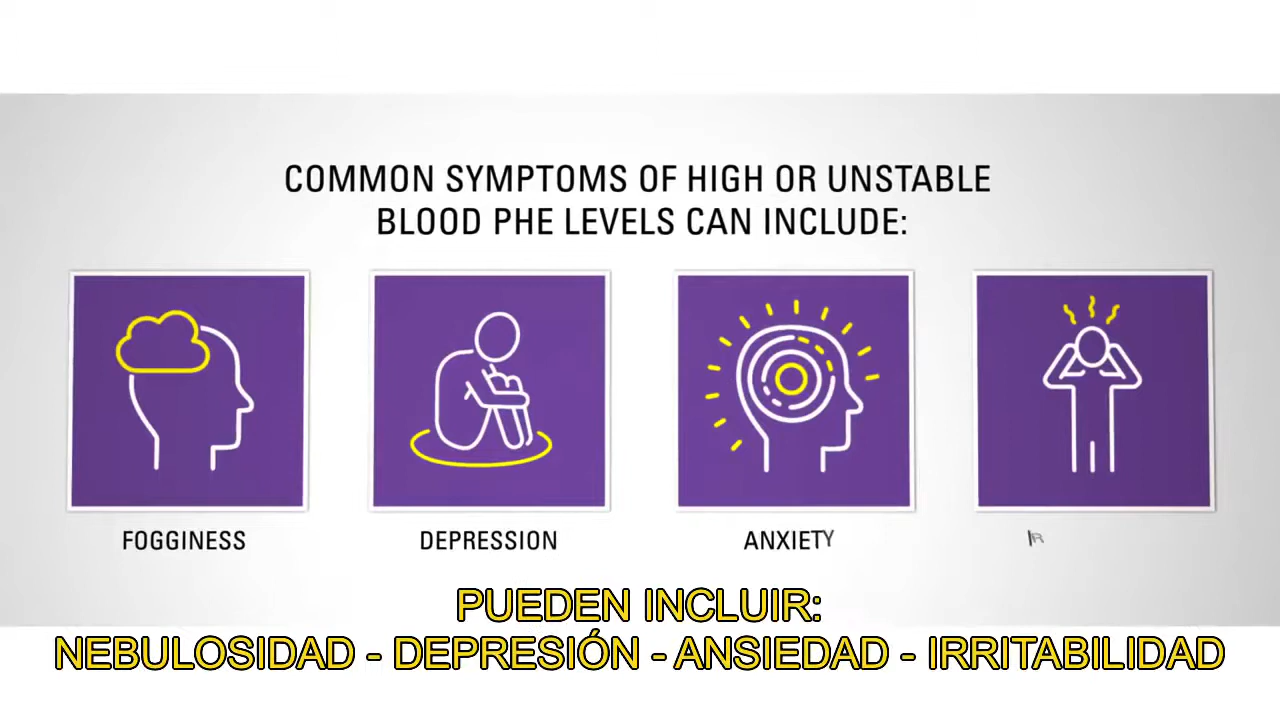 COMMON SYMPTOMS OF HIGH OR UNSTABLE
BLOOD PHE LEVELS CAN INCLUDE:
FOGGINESS
DEPRESSION
ANXIETY
IR
PUEDEN INCLUIR:
NEBULOSIDAD - DEPRESIÓN - ANSIEDAD - IRRITABILIDAD